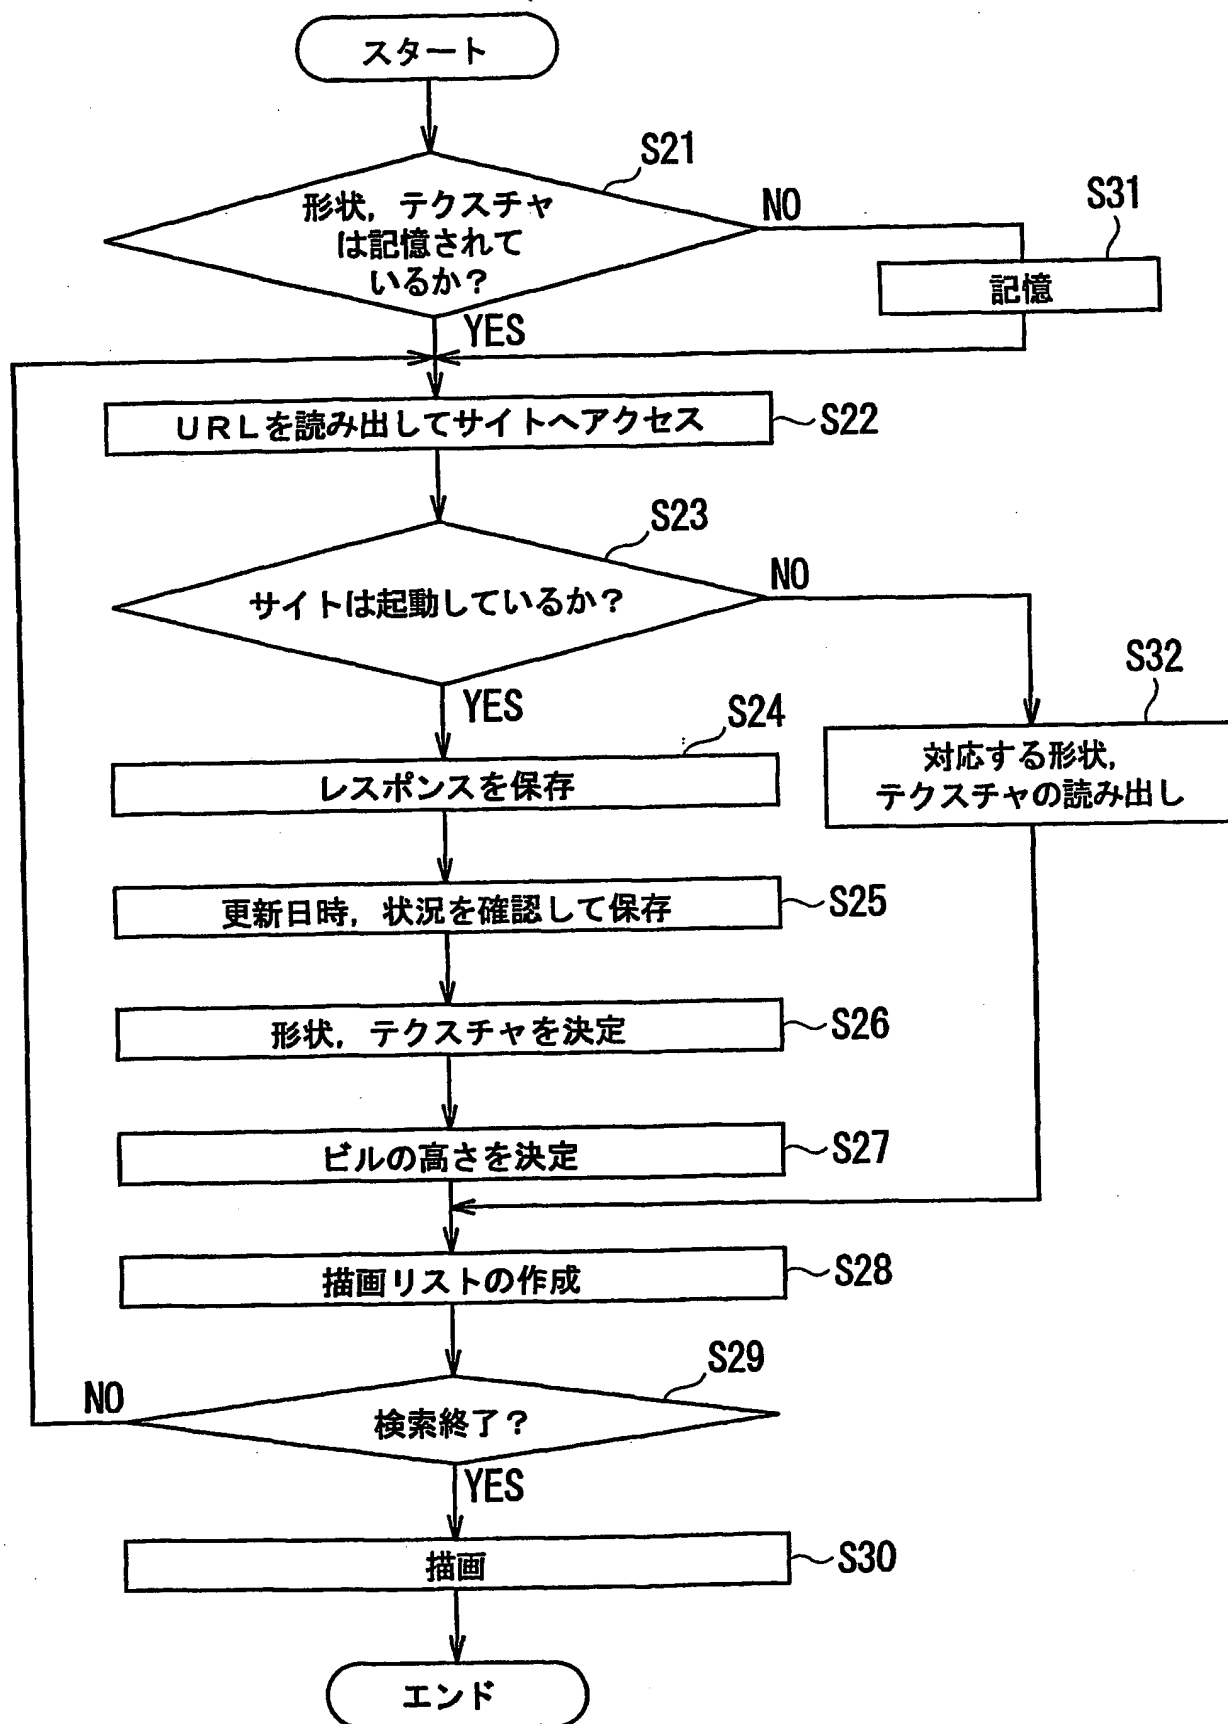 スタート
S21
形状，テクスチャ
は記憶されて
いるか？
NO
S31
記憶
YES
URLを読み出してサイトへアクセス
S22
S23
サイトは起動しているか？
NO
S32
対応する形状，
テクスチャの読み出し
YES
S24
レスポンスを保存
更新日時，状況を確認して保存
S25
形状，テクスチャを決定
S26
ビルの高さを決定
S27
描画リストの作成
S28
S29
検索終了？
NO
YES
描画
S30
エンド